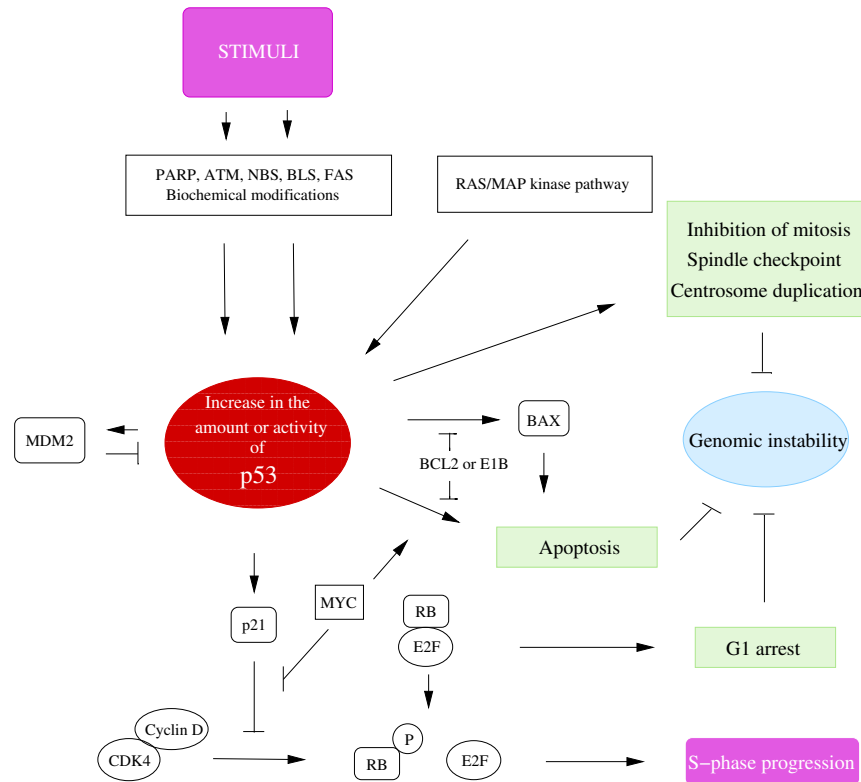 STIMULI
PARP, ATM, NBS, BLS, FAS
Biochemical modifications
RAS/MAP kinase pathway
Inhibition of mitosis
Spindle checkpoint
Centrosome duplication
Increase in the
amount or activity
of
p53
MDM2
BAX
BCL2 or E1B
Genomic instability
Apoptosis
MYC
p21
RB
E2F
G1 arrest
Cyclin D
CDK4
P
RB
E2F
S−phase progression